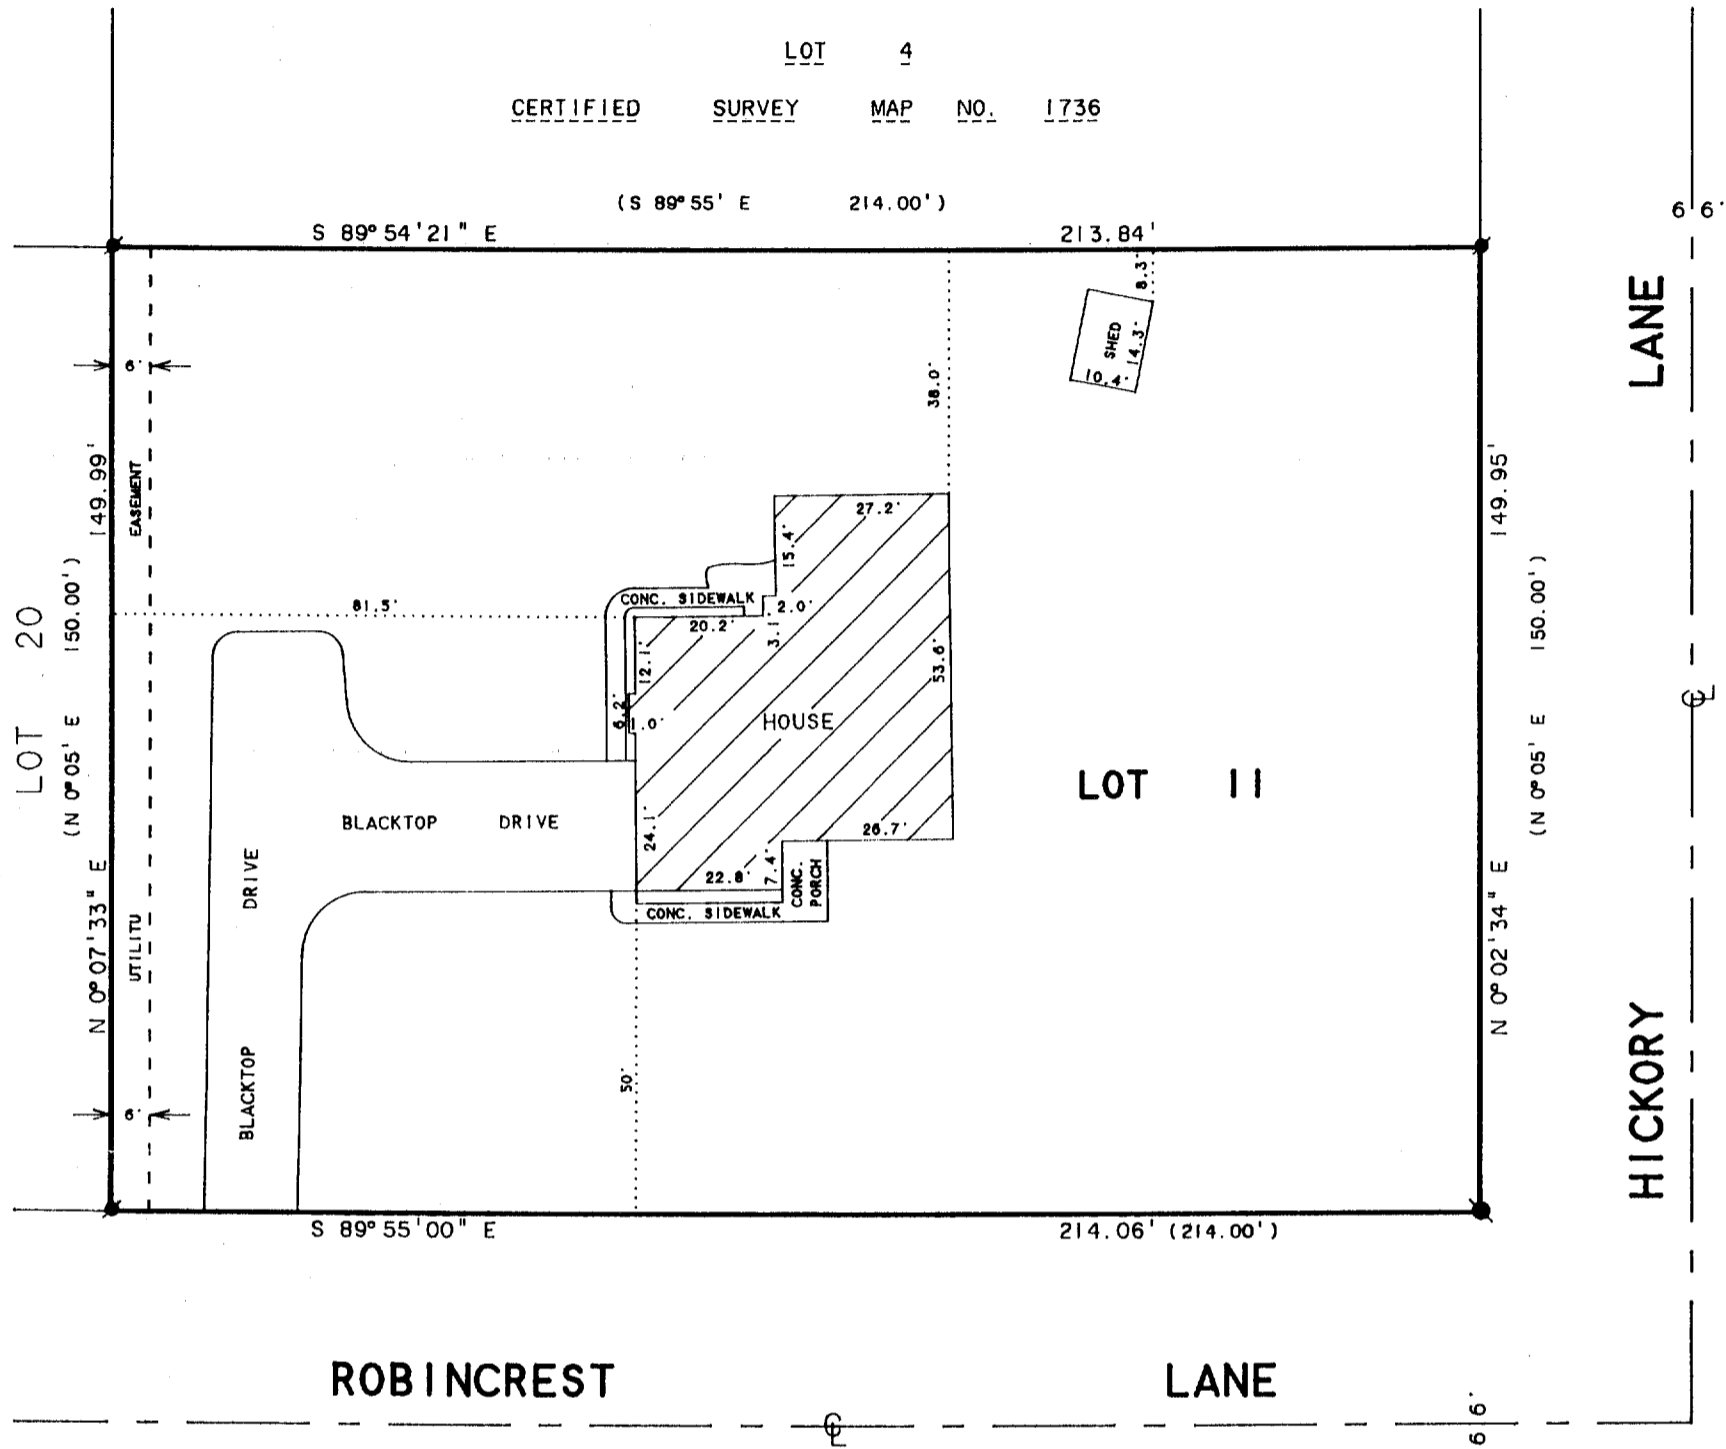 LOT 4
CERTIFIED SURVEY MAP NO. 1736
(S 89° 55' E 214.00')
S 89° 54' 21" E 213.84'
66'
8.3'
SHED
14.3'
10.4'
LANE
6'
38.0'
149.99'
EASEMENT
149.95'
27.2'
15.4'
(N 0° 05' E 150.00')
(N 0° 05' E 150.00')
LOT 20
81.5'
CONC. SIDEWALK
2.0'
20.2'
3.1'
12.1'
53.6'
6.2'
1.0'
HOUSE
℄
LOT 11
BLACKTOP DRIVE
24.1'
26.7'
DRIVE
22.8'
7.4'
CONC. PORCH
CONC. SIDEWALK
N 0° 07' 33" E
UTILITU
N 0° 02' 34" E
BLACKTOP
50'
6'
HICKORY
S 89° 55' 00" E 214.06' (214.00')
ROBINCREST LANE
℄
66'